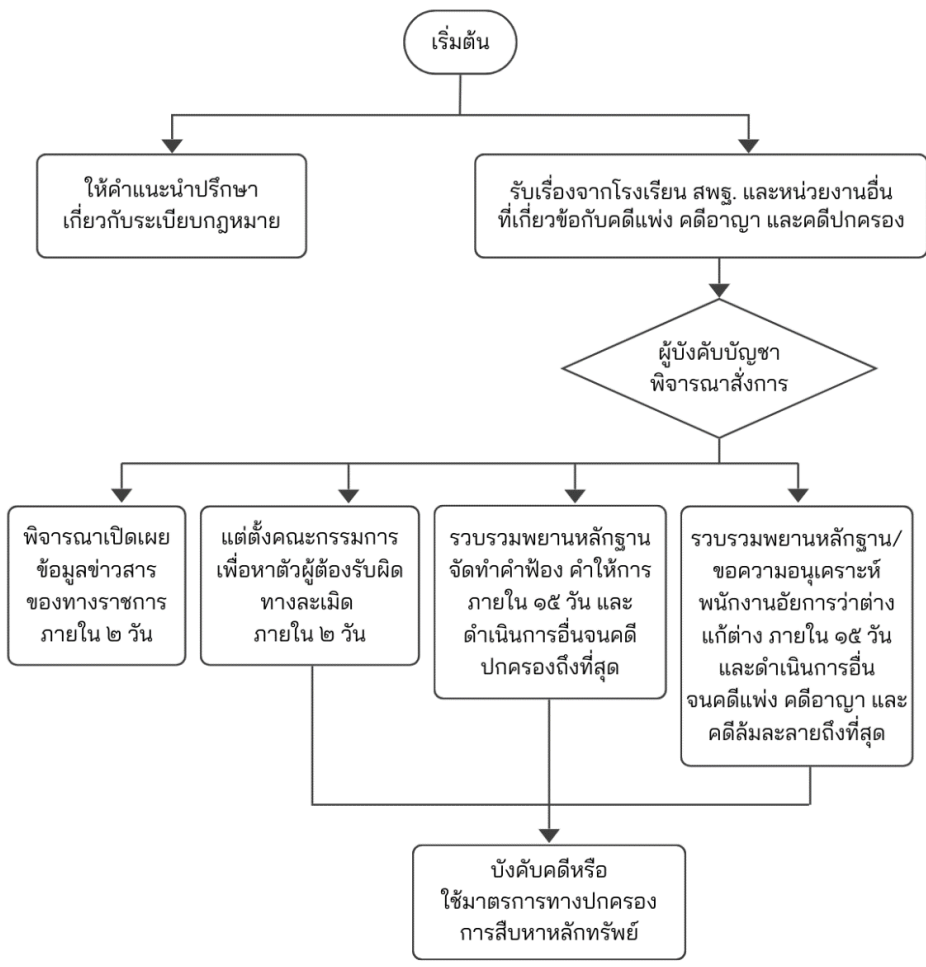 เริ่มต้น
ให้คำแนะนำปรึกษา
เกี่ยวกับระเบียบกฎหมาย
รับเรื่องจากโรงเรียน สพฐ. และหน่วยงานอื่น
ที่เกี่ยวข้อกับคดีแพ่ง คดีอาญา และคดีปกครอง
ผู้บังคับบัญชา
พิจารณาสั่งการ
พิจารณาเปิดเผย
ข้อมูลข่าวสาร
ของทางราชการ
ภายใน ๒ วัน
แต่ตั้งคณะกรรมการ
เพื่อหาตัวผู้ต้องรับผิด
ทางละเมิด
ภายใน ๒ วัน
รวบรวมพยานหลักฐาน
จัดทำคำฟ้อง คำให้การ
ภายใน ๑๕ วัน และ
ดำเนินการอื่นจนคดี
ปกครองถึงที่สุด
รวบรวมพยานหลักฐาน/
ขอความอนุเคราะห์
พนักงานอัยการว่าต่าง
แก้ต่าง ภายใน ๑๕ วัน
และดำเนินการอื่น
จนคดีแพ่ง คดีอาญา และ
คดีล้มละลายถึงที่สุด
บังคับคดีหรือ
ใช้มาตรการทางปกครอง
การสืบหาหลักทรัพย์